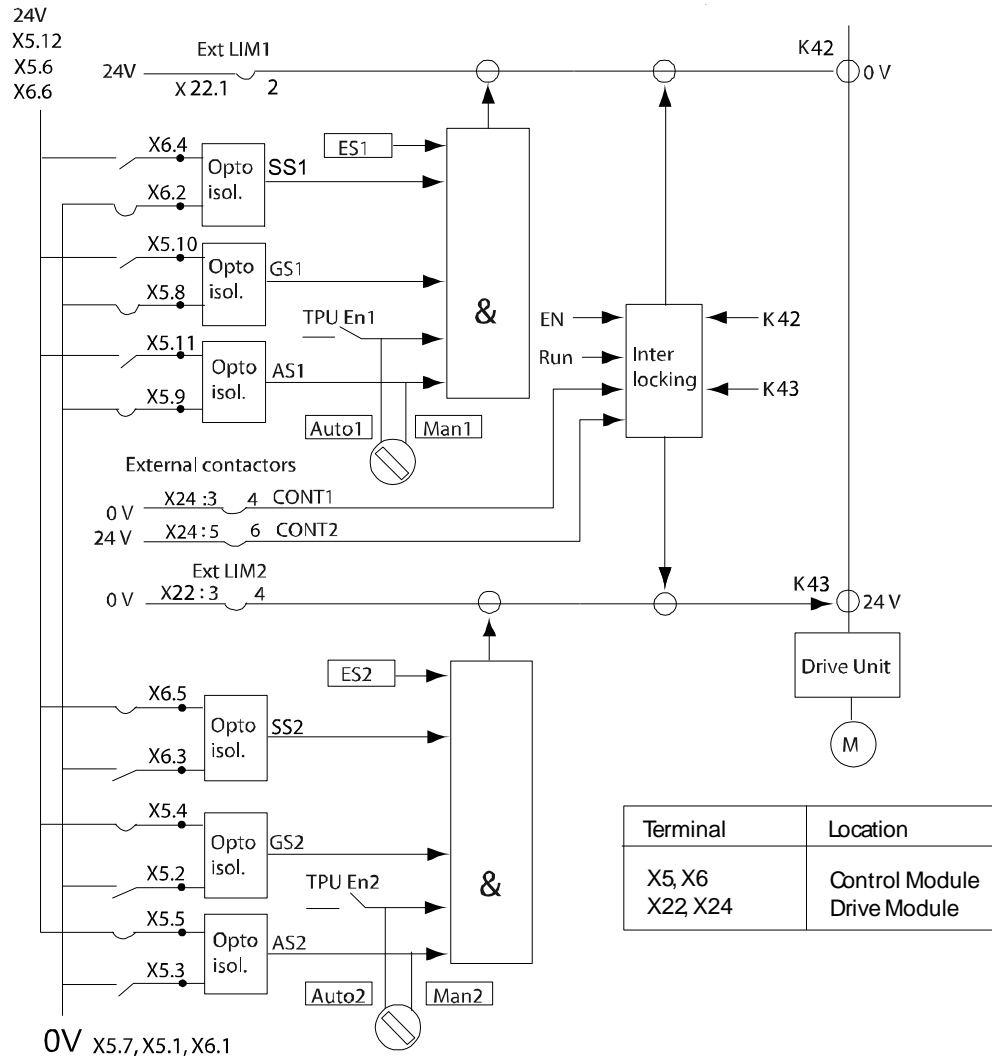 24V
X5.12
X5.6
X6.6
Ext LIM1
24V
X 22.1 2
K42
0 V
X6.4
X6.2
Opto
isol.
SS1
ES1
X5.10
X5.8
Opto
isol.
GS1
&
TPU En1
X5.11
X5.9
Opto
isol.
AS1
Auto1
Man1
EN
Run
Inter
locking
K42
K43
External contactors
0 V X24 :3 4 CONT1
24 V X24 : 5 6 CONT2
Ext LIM2
0 V X22 : 3 4
K43
24 V
Drive Unit
M
ES2
X6.5
X6.3
Opto
isol.
SS2
X5.4
X5.2
Opto
isol.
GS2
&
TPU En2
X5.5
X5.3
Opto
isol.
AS2
Auto2
Man2
Terminal Location
X5, X6 Control Module
X22, X24 Drive Module
0V X5.7, X5.1, X6.1